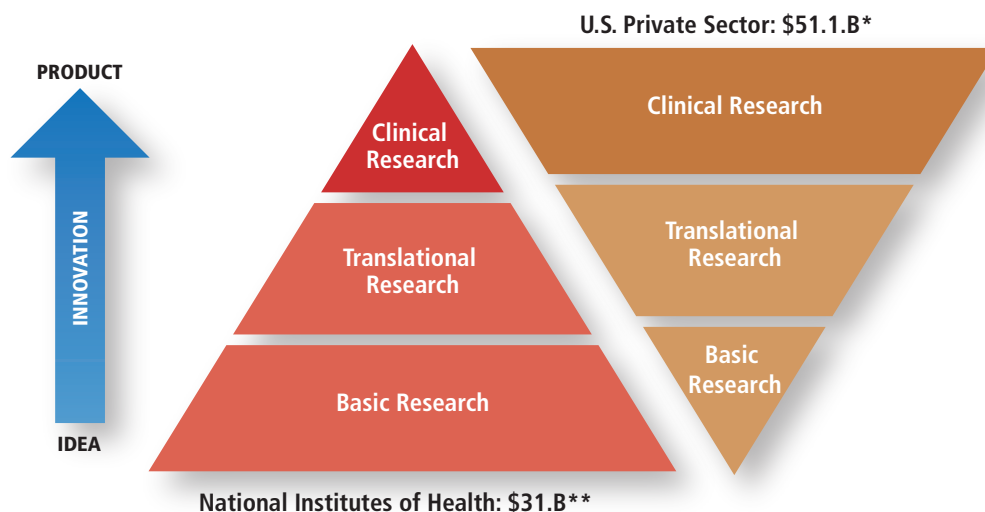 U.S. Private Sector: $51.1.B*
PRODUCT
INNOVATION
IDEA
Clinical
Research
Translational
Research
Basic Research
Clinical Research
Translational
Research
Basic
Research
National Institutes of Health: $31.B**